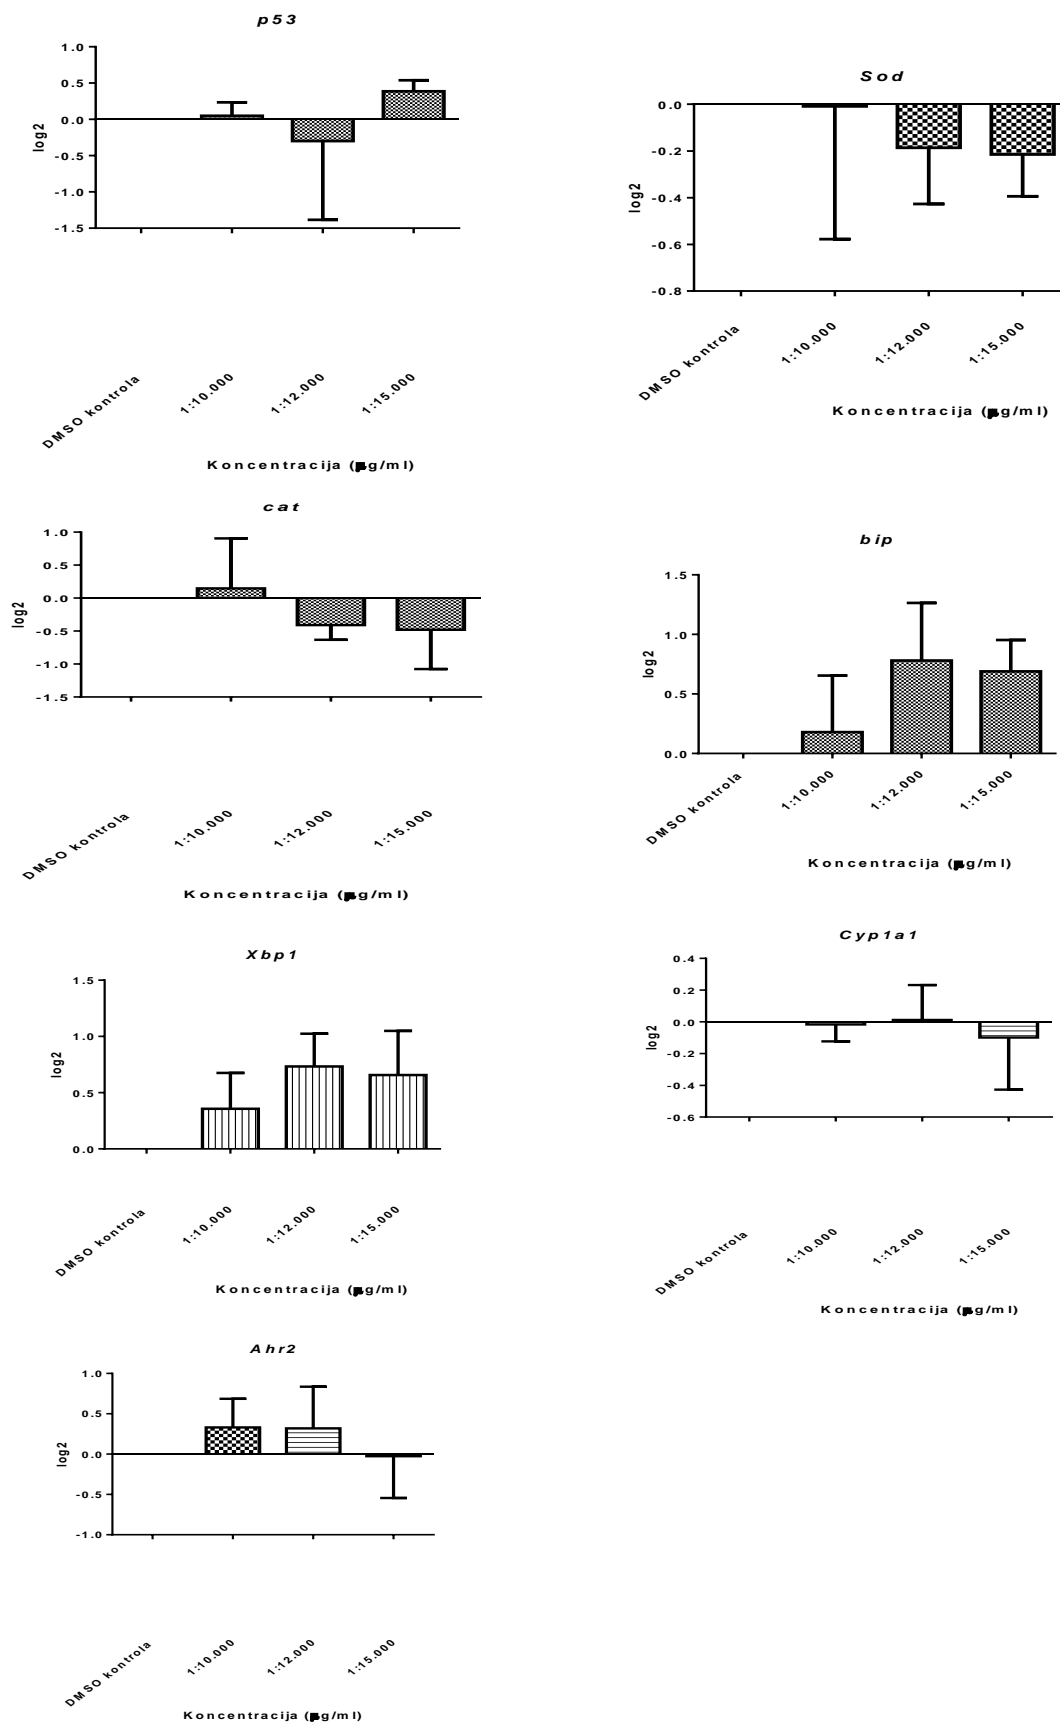 p53
1.0
0.5
0.0
-0.5
-1.0
-1.5
log2
DMSO kontrola
1:10.000
1:12.000
1:15.000
Koncentracija (µg/ml)
Sod
0.0
-0.2
-0.4
-0.6
-0.8
log2
DMSO kontrola
1:10.000
1:12.000
1:15.000
Koncentracija (µg/ml)
cat
1.0
0.5
0.0
-0.5
-1.0
-1.5
log2
DMSO kontrola
1:10.000
1:12.000
1:15.000
Koncentracija (µg/ml)
bip
1.5
1.0
0.5
0.0
log2
DMSO kontrola
1:10.000
1:12.000
1:15.000
Koncentracija (µg/ml)
Xbp1
1.5
1.0
0.5
0.0
log2
DMSO kontrola
1:10.000
1:12.000
1:15.000
Koncentracija (µg/ml)
Cyp1a1
0.4
0.2
0.0
-0.2
-0.4
-0.6
log2
DMSO kontrola
1:10.000
1:12.000
1:15.000
Koncentracija (µg/ml)
Ahr2
1.0
0.5
0.0
-0.5
-1.0
log2
DMSO kontrola
1:10.000
1:12.000
1:15.000
Koncentracija (µg/ml)